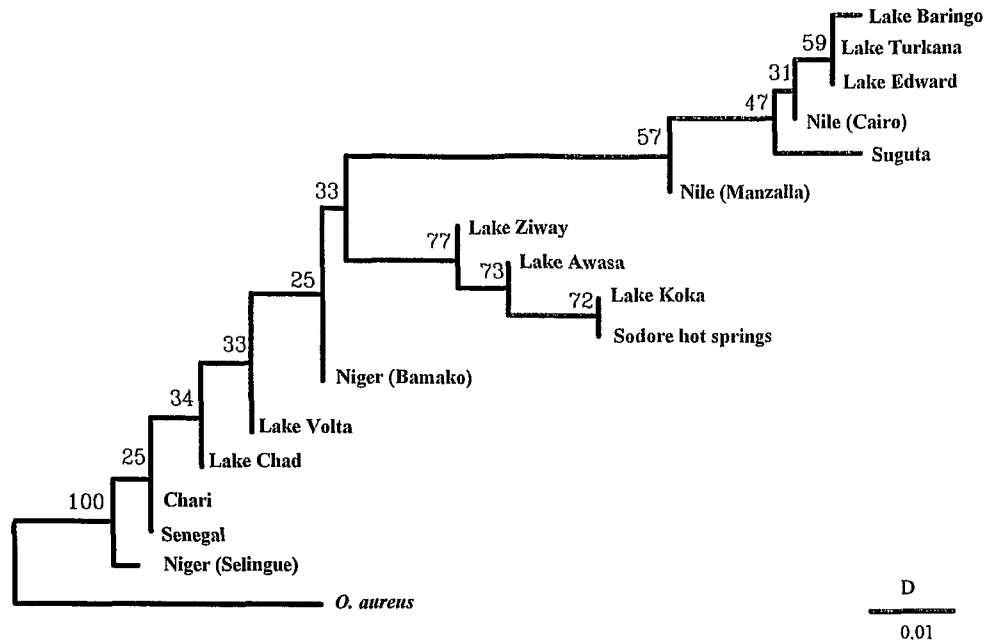 Lake Baringo
59
Lake Turkana
31
Lake Edward
47
Nile (Cairo)
57
Suguta
33
Nile (Manzalla)
77
Lake Ziway
73
Lake Awasa
25
72
Lake Koka
Sodore hot springs
33
Niger (Bamako)
34
Lake Volta
25
Lake Chad
100
Chari
Senegal
Niger (Selingue)
O. aureus
D
0.01